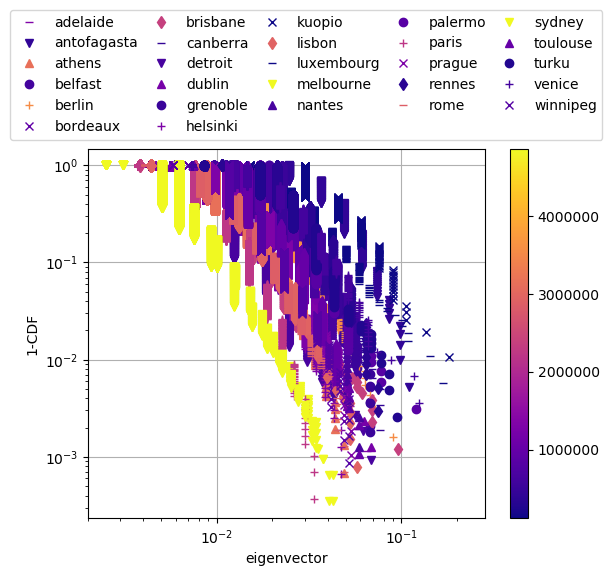 adelaide brisbane kuopio palermo sydney
antofagasta canberra lisbon paris toulouse
athens detroit luxembourg prague turku
belfast dublin melbourne rennes venice
berlin grenoble nantes rome winnipeg
bordeaux helsinki
10⁰
10⁻¹
10⁻²
10⁻³
1-CDF
10⁻² 10⁻¹
eigenvector
4000000
3000000
2000000
1000000